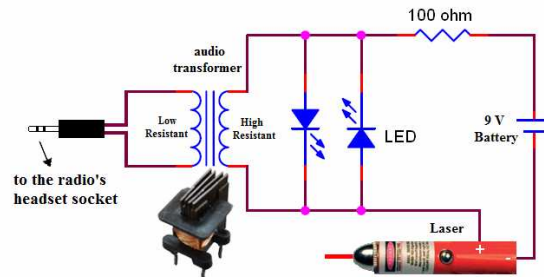 100 ohm
audio
transformer
Low
Resistant
High
Resistant
LED
9 V
Battery
to the radio's
headset socket
Laser
+
-